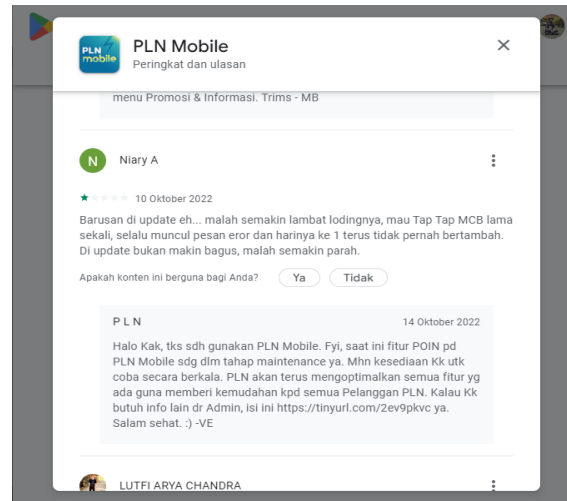 PLN
mobile
PLN Mobile
Peringkat dan ulasan
menu Promosi & Informasi. Trims - MB
N
Niary A
10 Oktober 2022
Barusan di update eh... malah semakin lambat lodingnya, mau Tap Tap MCB lama
sekali, selalu muncul pesan eror dan harinya ke 1 terus tidak pernah bertambah.
Di update bukan makin bagus, malah semakin parah.
Apakah konten ini berguna bagi Anda?
Ya
Tidak
P L N
14 Oktober 2022
Halo Kak, tks sdh gunakan PLN Mobile. Fyi, saat ini fitur POIN pd
PLN Mobile sdg dlm tahap maintenance ya. Mhn kesediaan Kk utk
coba secara berkala. PLN akan terus mengoptimalkan semua fitur yg
ada guna memberi kemudahan kpd semua Pelanggan PLN. Kalau Kk
butuh info lain dr Admin, isi ini https://tinyurl.com/2ev9pkvc ya.
Salam sehat. :) -VE
LUTFI ARYA CHANDRA